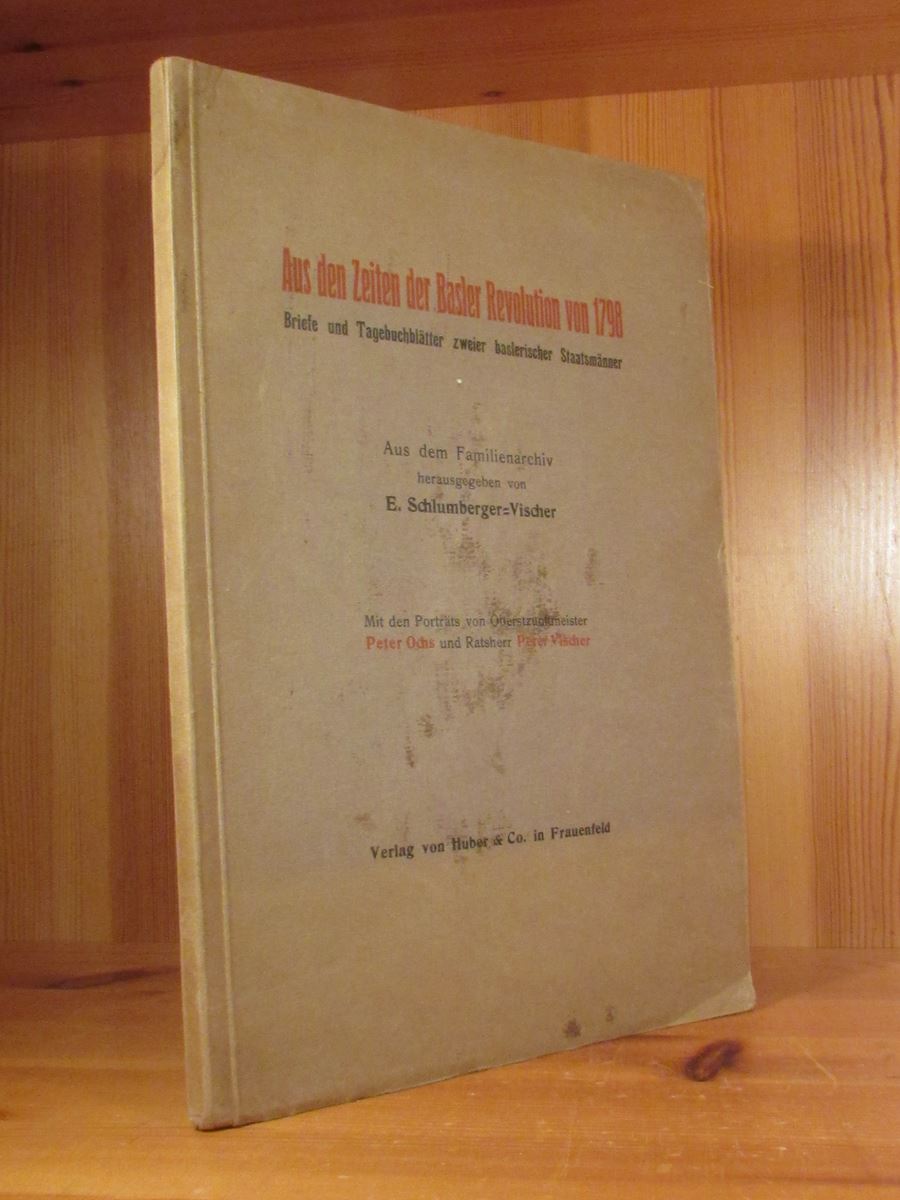 Aus den Zeiten der Basler Revolution von 1798
Briefe und Tagebuchblätter zweier baslerischer Staatsmänner
Aus dem Familienarchiv
herausgegeben von
E. Schlumberger=Vischer
Mit den Porträts von Oberstzunftmeister
Peter Ochs und Ratsherr Peter Vischer
Verlag von Huber & Co. in Frauenfeld